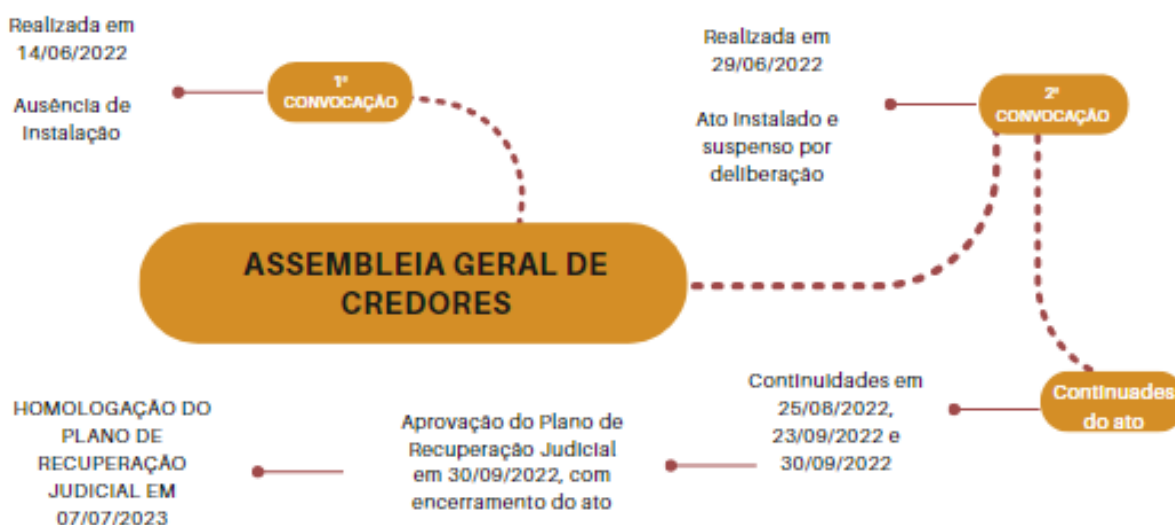 Realizada em
14/06/2022
Ausência de
Instalação
1ª
CONVOCAÇÃO
Realizada em
29/06/2022
Ato Instalado e
suspenso por
deliberação
2ª
CONVOCAÇÃO
ASSEMBLEIA GERAL DE
CREDORES
Continuades
do ato
Continuidades em
25/08/2022,
23/09/2022 e
30/09/2022
Aprovação do Plano de
Recuperação Judicial
em 30/09/2022, com
encerramento do ato
HOMOLOGAÇÃO DO
PLANO DE
RECUPERAÇÃO
JUDICIAL EM
07/07/2023